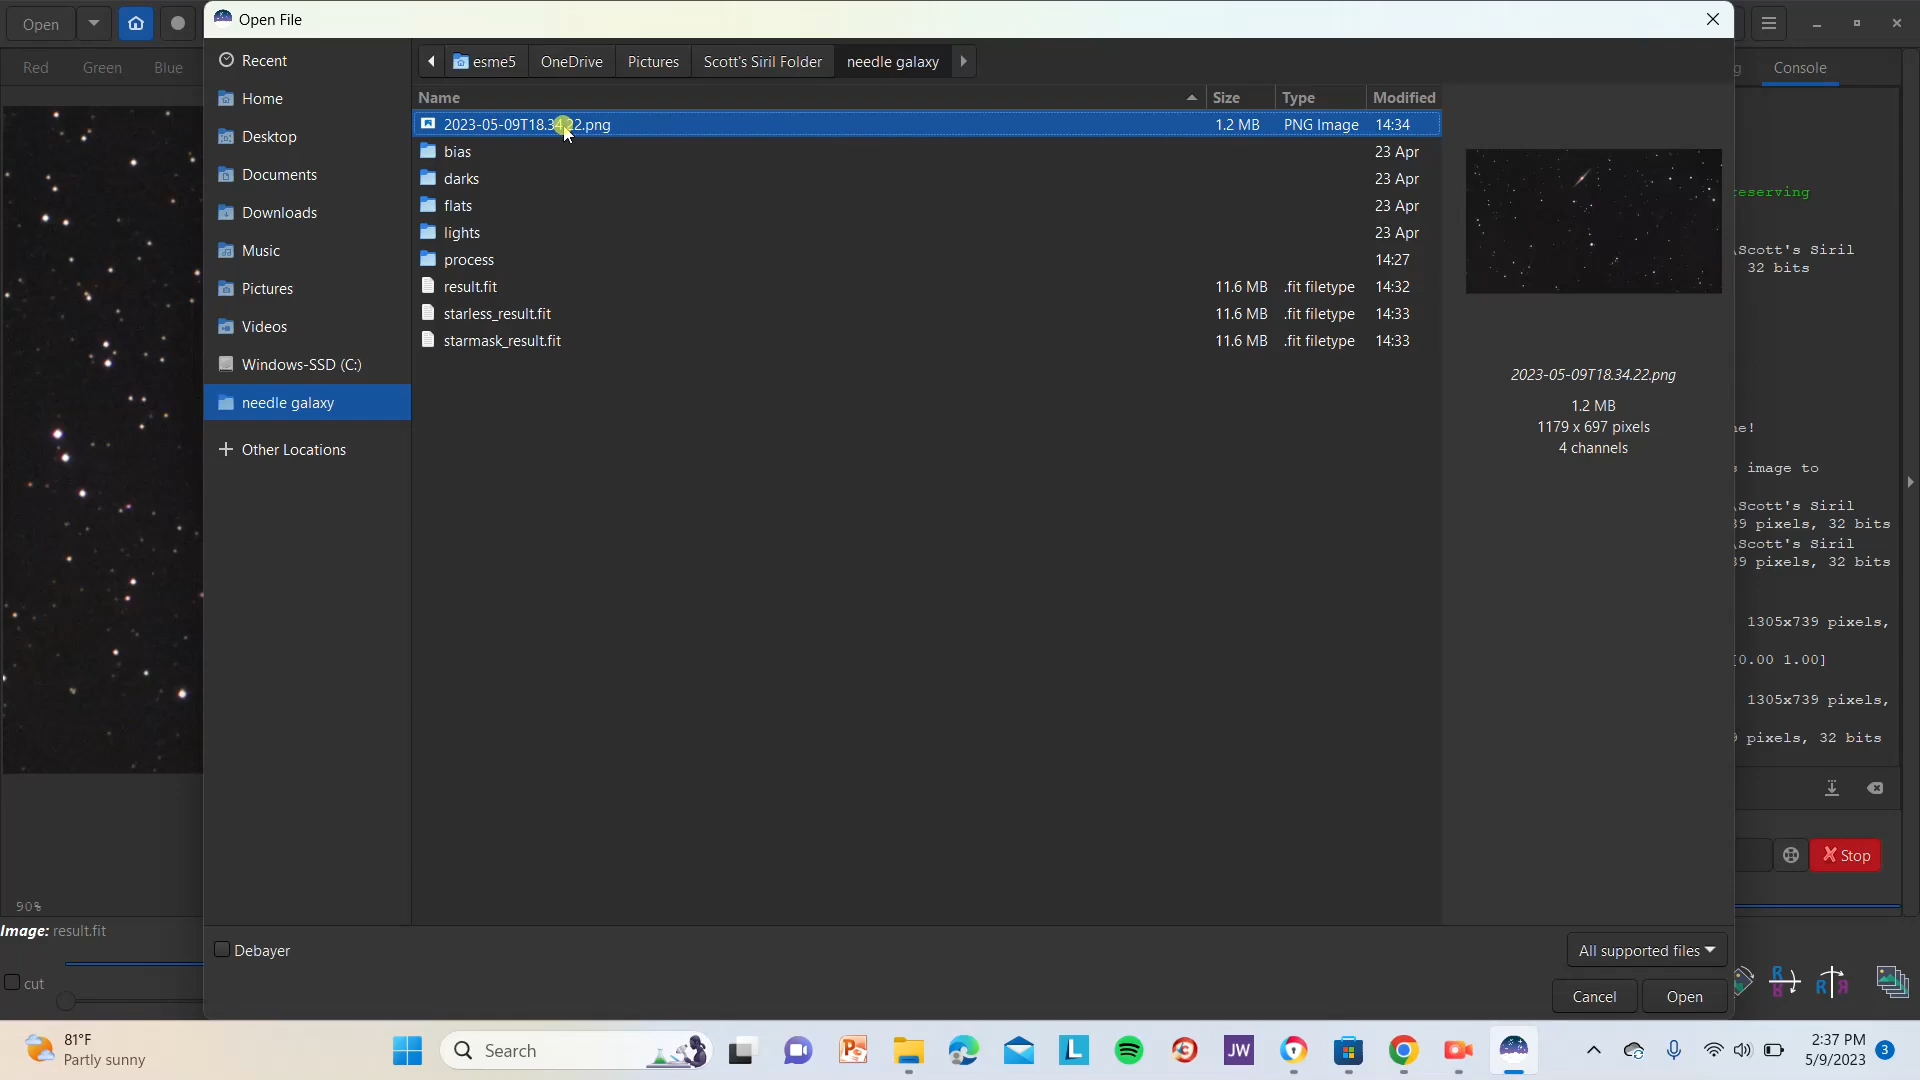 Open
Open File
Red
Green
Blue
Console
Recent
Home
Desktop
Documents
Downloads
Music
Pictures
Videos
Windows-SSD (C:)
needle galaxy
Other Locations
esme5
OneDrive
Pictures
Scott's Siril Folder
needle galaxy
Name Size Type Modified
2023-05-09T18.34.22.png 1.2 MB PNG Image 14:34
bias 23 Apr
darks 23 Apr
flats 23 Apr
lights 23 Apr
process 14:27
result.fit 11.6 MB .fit filetype 14:32
starless_result.fit 11.6 MB .fit filetype 14:33
starmask_result.fit 11.6 MB .fit filetype 14:33
2023-05-09T18.34.22.png
1.2 MB
1179 x 697 pixels
4 channels
eserving
\Scott's Siril
32 bits
e!
image to
\Scott's Siril
39 pixels, 32 bits
\Scott's Siril
39 pixels, 32 bits
1305x739 pixels,
[0.00 1.00]
1305x739 pixels,
pixels, 32 bits
Stop
90%
Image: result.fit
cut
Debayer
All supported files
Cancel
Open
81°F
Partly sunny
Search
L
JW
2:37 PM
5/9/2023
3